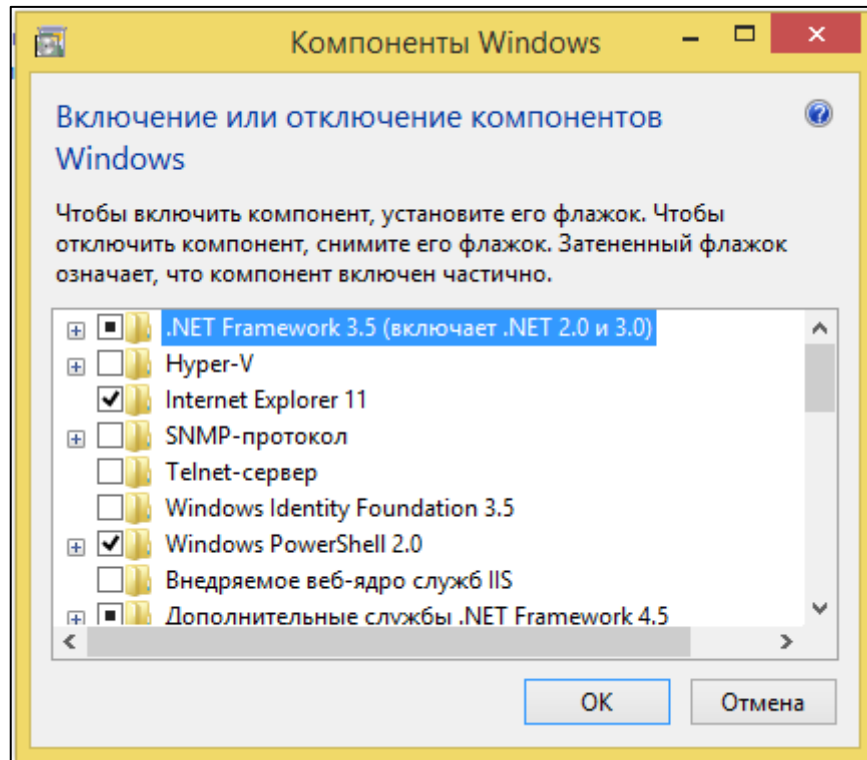 Компоненты Windows
Включение или отключение компонентов
Windows
Чтобы включить компонент, установите его флажок. Чтобы
отключить компонент, снимите его флажок. Затененный флажок
означает, что компонент включен частично.
.NET Framework 3.5 (включает .NET 2.0 и 3.0)
Hyper-V
Internet Explorer 11
SNMP-протокол
Telnet-сервер
Windows Identity Foundation 3.5
Windows PowerShell 2.0
Внедряемое веб-ядро служб IIS
Дополнительные службы .NET Framework 4.5
ОК
Отмена